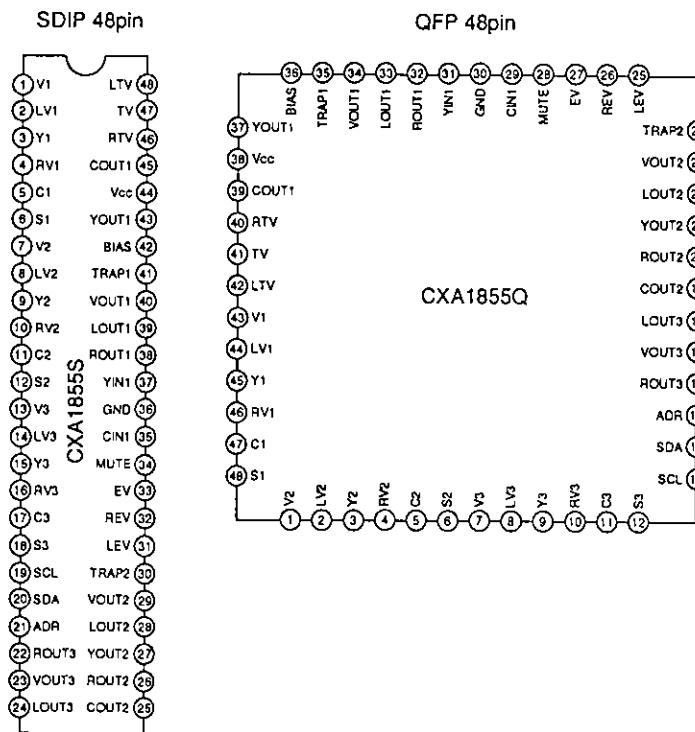 SDIP 48pin
1 V1 LTV 48
2 LV1 TV 47
3 Y1 RTV 46
4 RV1 COUT1 45
5 C1 Vcc 44
6 S1 YOUT1 43
7 V2 BIAS 42
8 LV2 TRAP1 41
9 Y2 VOUT1 40
10 RV2 LOUT1 39
11 C2 ROUT1 38
12 S2 YIN1 37
13 V3 GND 36
14 LV3 CIN1 35
15 Y3 MUTE 34
16 RV3 EV 33
17 C3 REV 32
18 S3 LEV 31
19 SCL TRAP2 30
20 SDA VOUT2 29
21 ADR LOUT2 28
22 ROUT3 YOUT2 27
23 VOUT3 ROUT2 26
24 LOUT3 COUT2 25
CXA1855S
QFP 48pin
36 35 34 33 32 31 30 29 28 27 26 25
BIAS TRAP1 VOUT1 LOUT1 ROUT1 YIN1 GND CIN1 MUTE EV REV LEV
37 YOUT1
38 Vcc
39 COUT1
40 RTV
41 TV
42 LTV
43 V1
44 LV1
45 Y1
46 RV1
47 C1
48 S1
CXA1855Q
TRAP2
VOUT2
LOUT2
YOUT2
ROUT2
COUT2
LOUT3
VOUT3
ROUT3
ADR
SDA
SCL
V2 LV2 Y2 RV2 C2 S2 V3 LV3 Y3 RV3 C3 S3
1 2 3 4 5 6 7 8 9 10 11 12